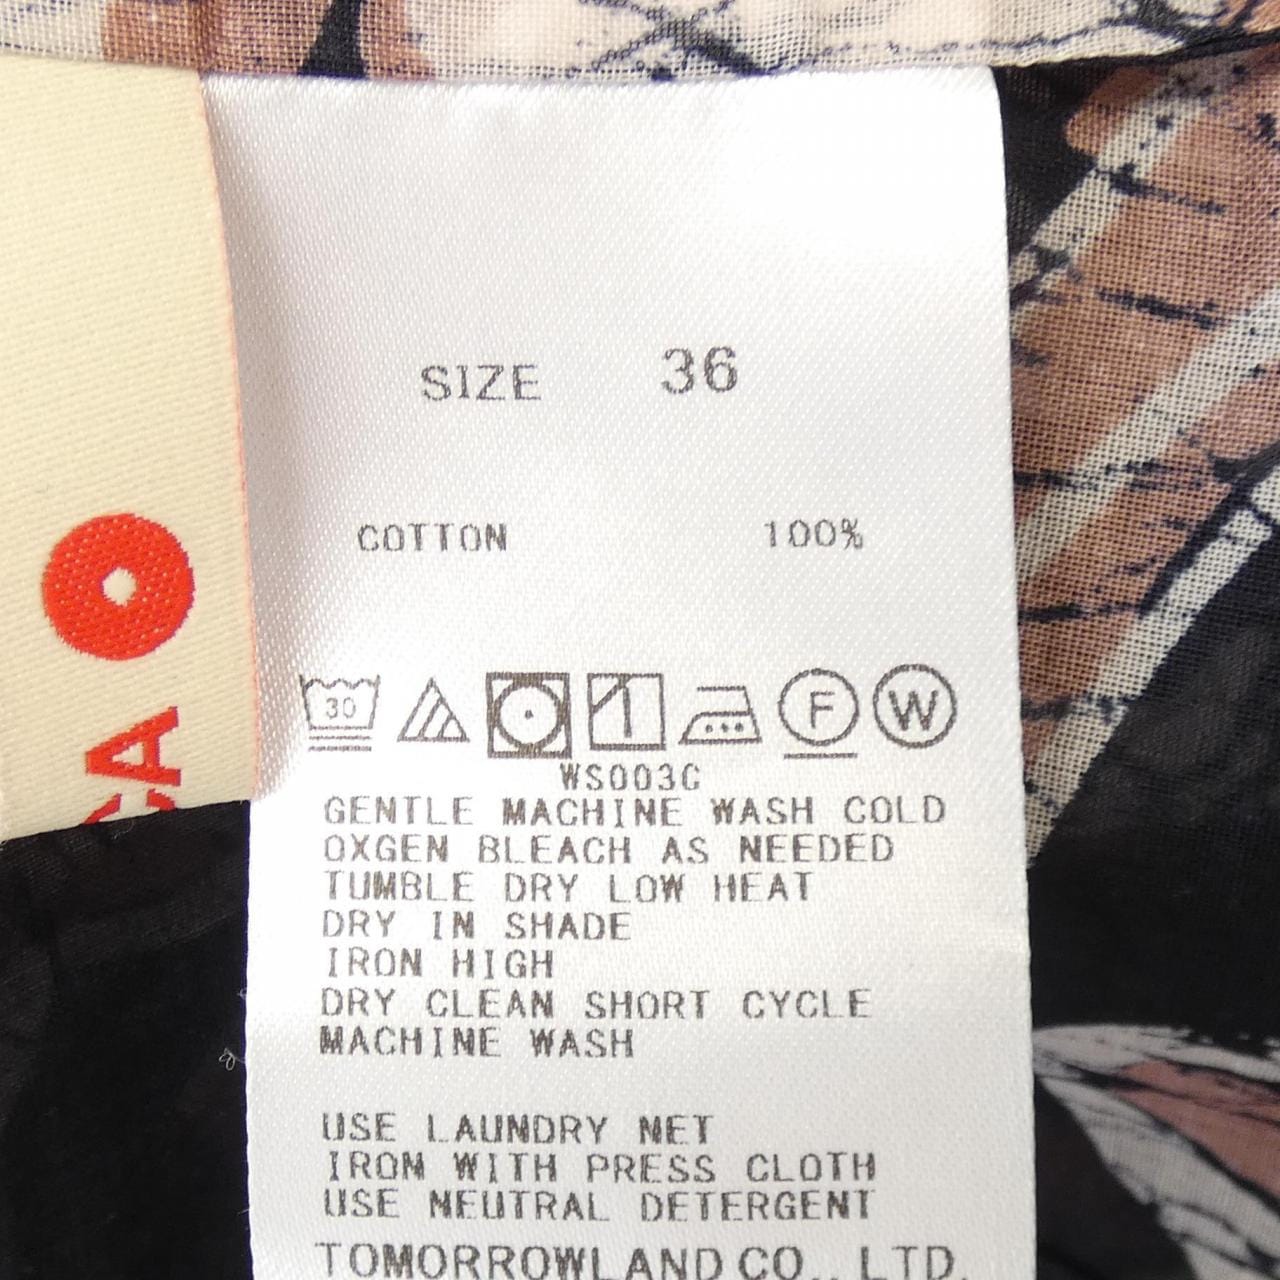 CA
SIZE 36
COTTON 100%
30 F W
WS003C
GENTLE MACHINE WASH COLD
OXGEN BLEACH AS NEEDED
TUMBLE DRY LOW HEAT
DRY IN SHADE
IRON HIGH
DRY CLEAN SHORT CYCLE
MACHINE WASH
USE LAUNDRY NET
IRON WITH PRESS CLOTH
USE NEUTRAL DETERGENT
TOMORROWLAND CO., LTD.